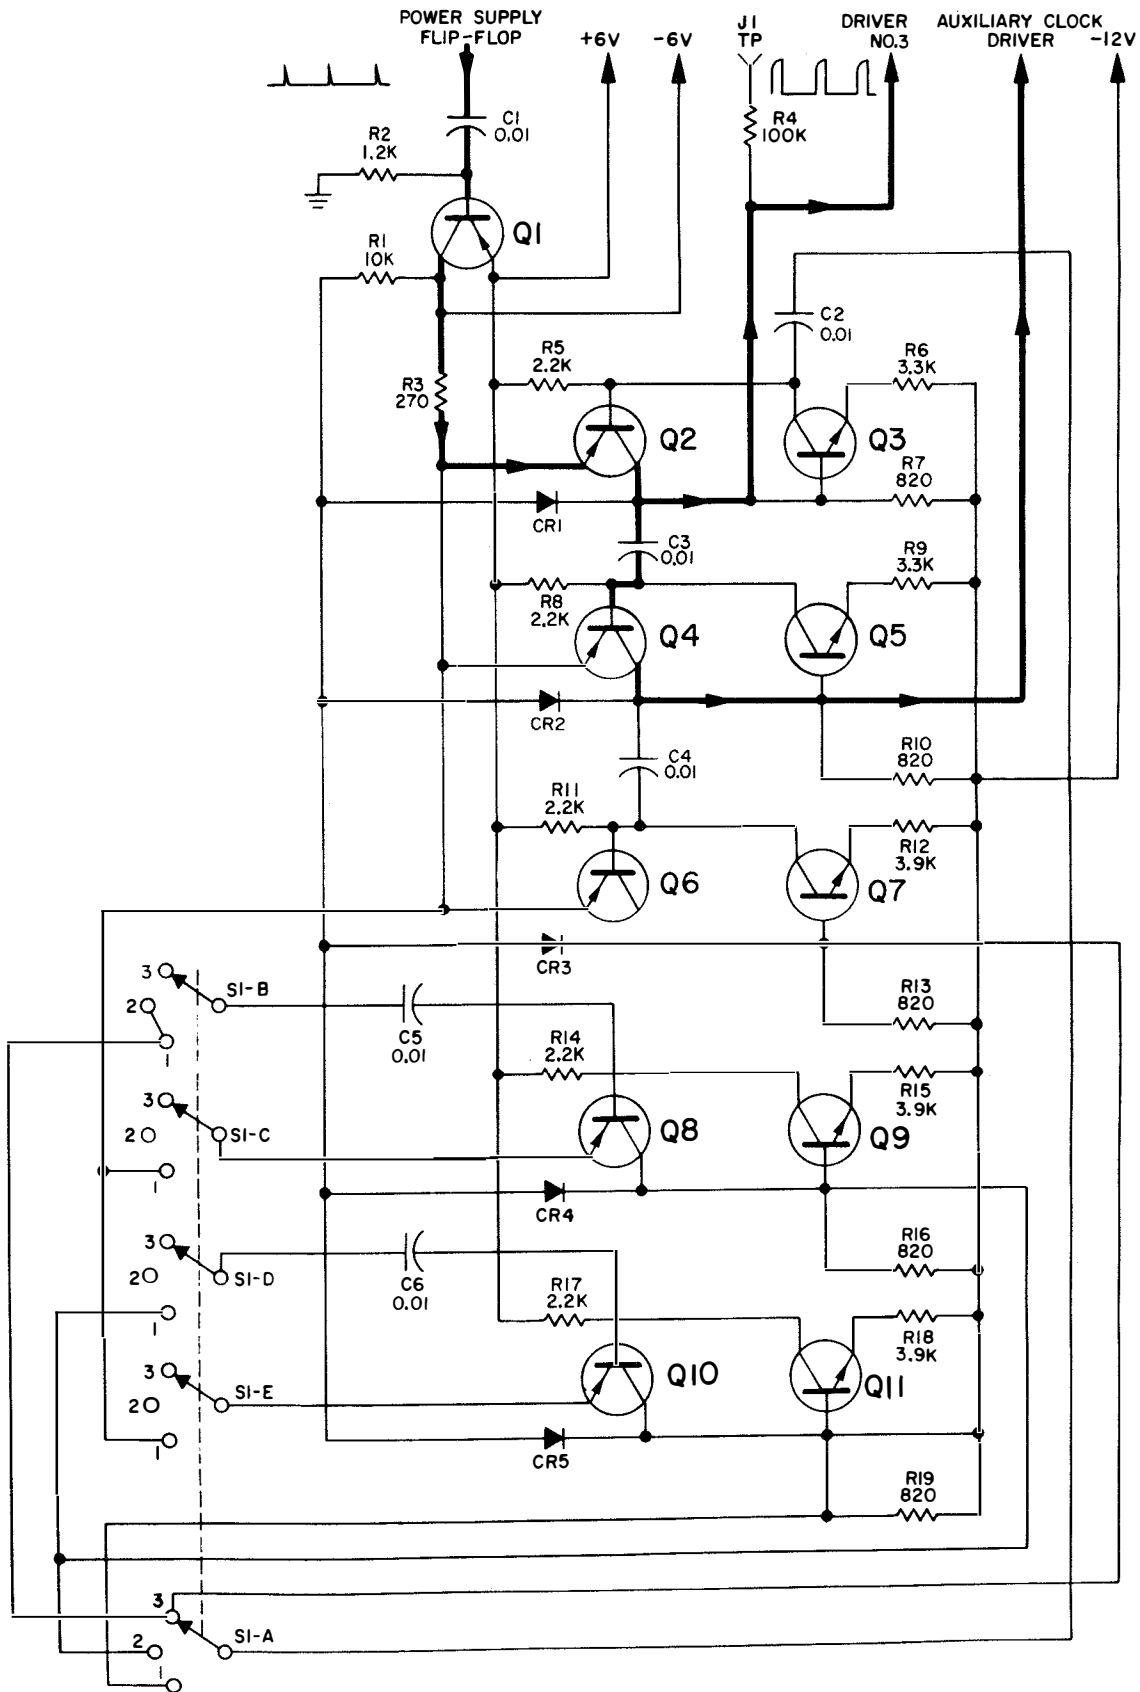 POWER SUPPLY
FLIP-FLOP
+6V
-6V
J1
TP
DRIVER
NO.3
AUXILIARY CLOCK
DRIVER
-12V
C1
0.01
R4
100K
R2
1.2K
Q1
R1
10K
C2
0.01
R5
2.2K
R6
3.3K
R3
270
Q2
Q3
R7
820
CR1
C3
0.01
R9
3.3K
R8
2.2K
Q4
Q5
CR2
R10
820
C4
0.01
R11
2.2K
R12
3.9K
Q6
Q7
CR3
3
S1-B
2
1
C5
0.01
R13
820
R14
2.2K
R15
3.9K
3
S1-C
2
1
Q8
Q9
CR4
R16
820
3
S1-D
2
1
C6
0.01
R17
2.2K
R18
3.9K
3
S1-E
2
1
Q10
Q11
CR5
R19
820
3
S1-A
2
1